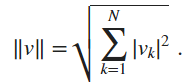 ‖v‖ = √(∑_{k=1}^{N} |v_k|²) .